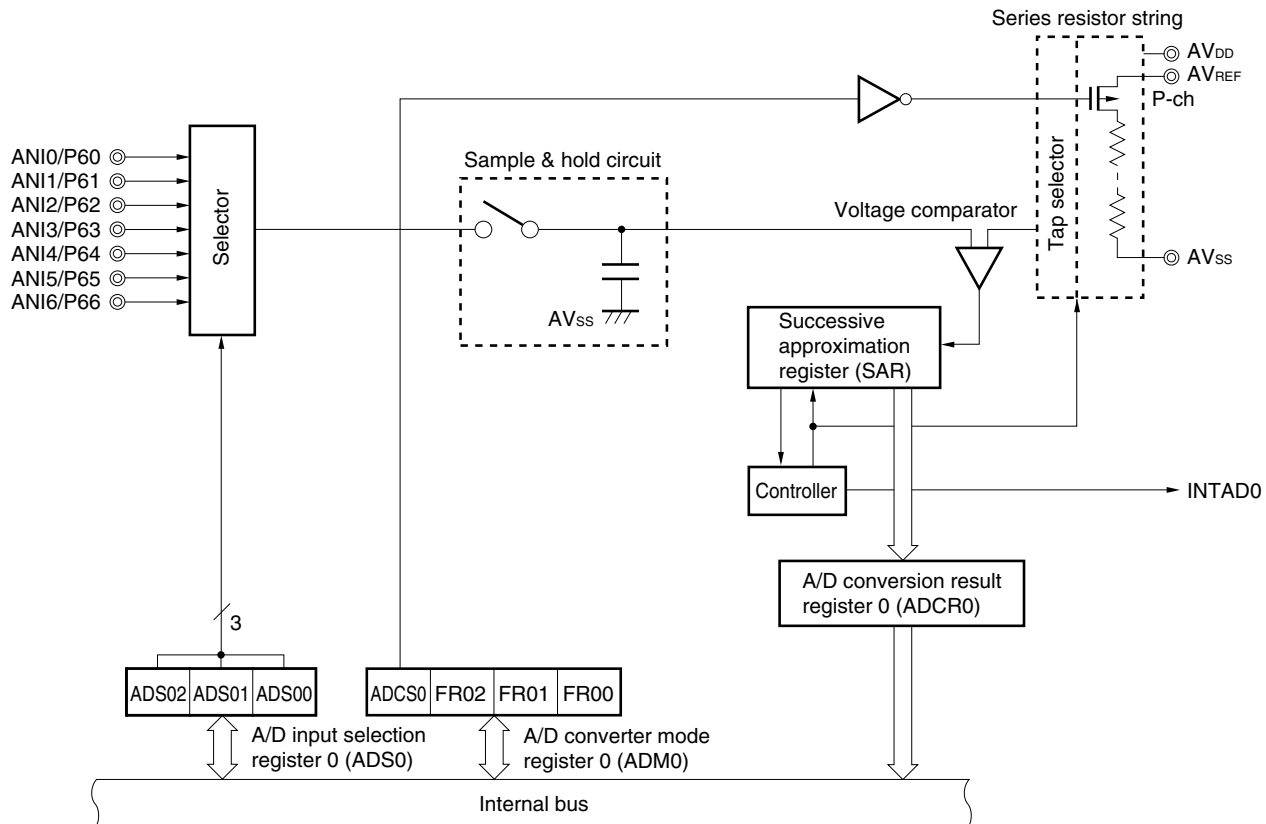 Series resistor string
AVDD
AVREF
P-ch
ANI0/P60
ANI1/P61
ANI2/P62
ANI3/P63
ANI4/P64
ANI5/P65
ANI6/P66
Selector
Sample & hold circuit
AVSS
Voltage comparator
Tap selector
AVSS
Successive
approximation
register (SAR)
Controller
INTAD0
A/D conversion result
register 0 (ADCR0)
3
ADS02 ADS01 ADS00
ADCS0 FR02 FR01 FR00
A/D input selection
register 0 (ADS0)
A/D converter mode
register 0 (ADM0)
Internal bus